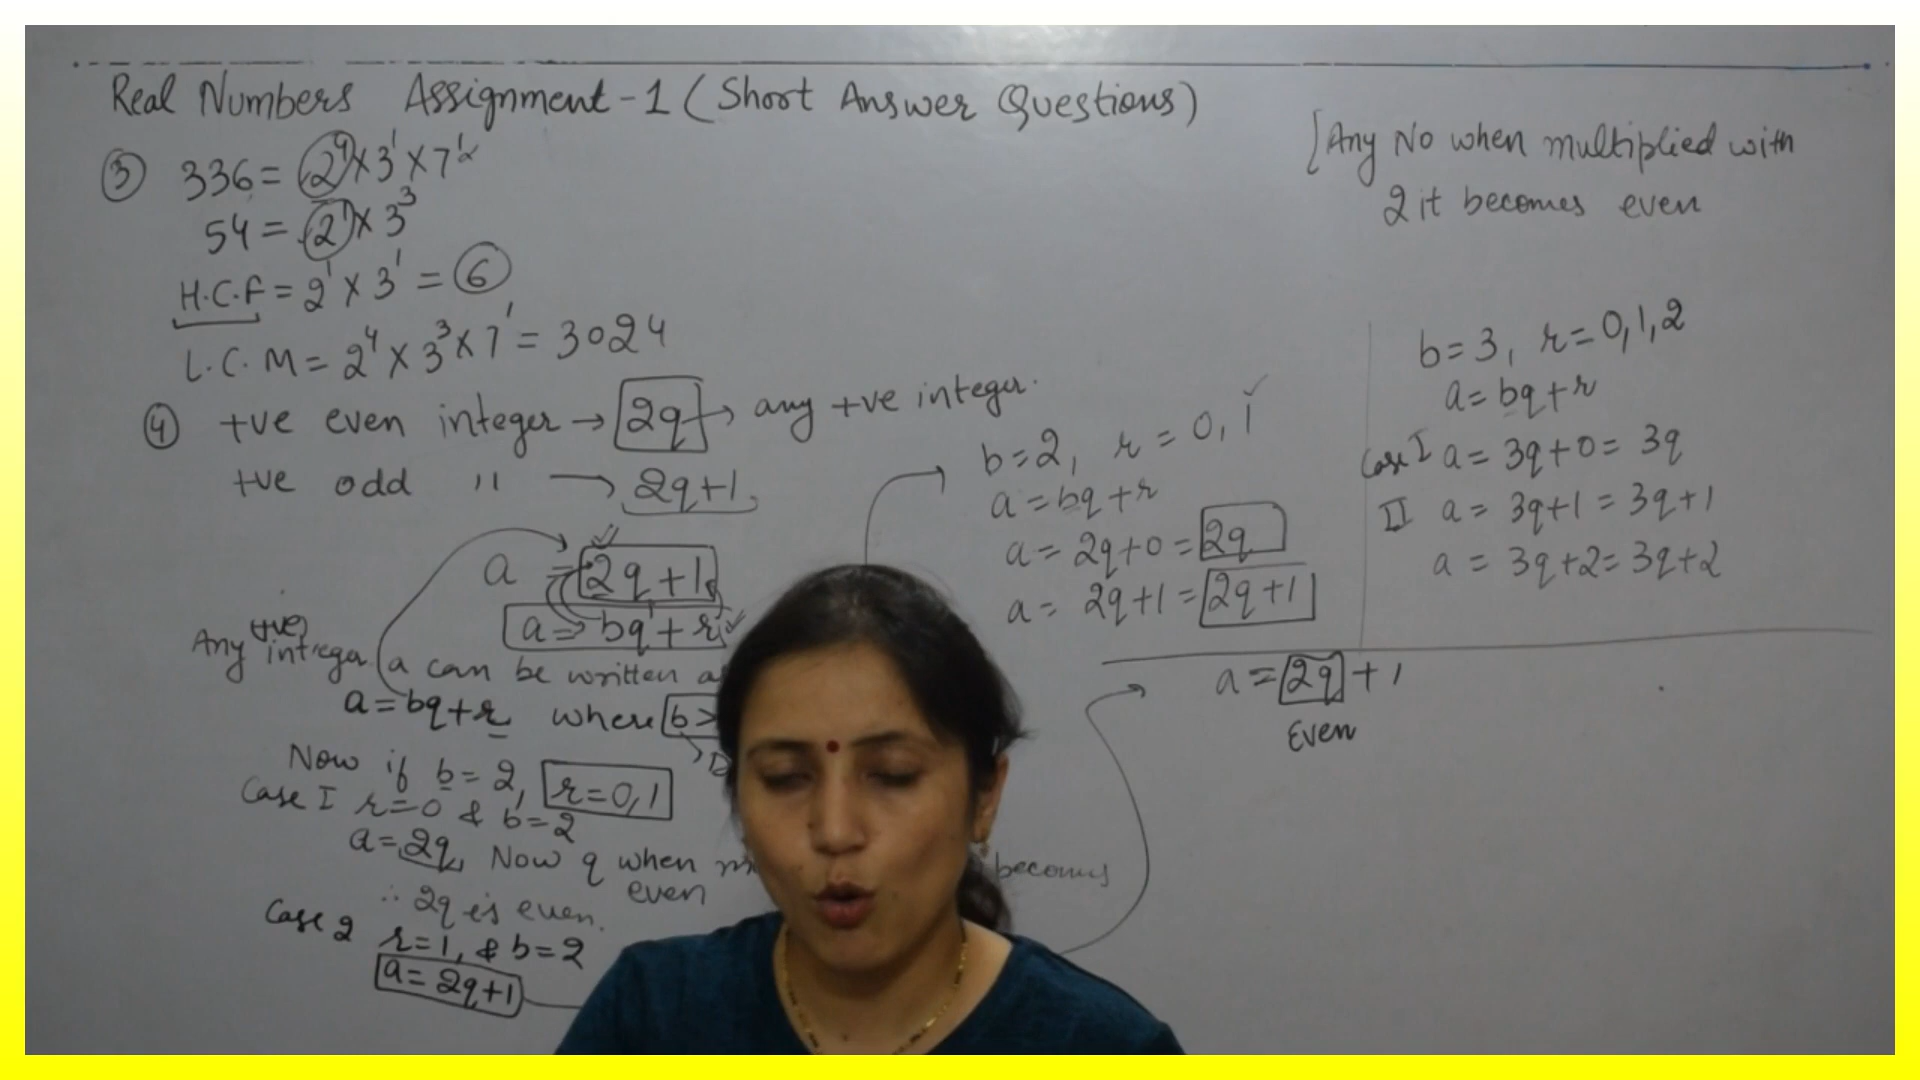 Real Numbers Assignment-1 (Short Answer Questions)
③ 336 = 2⁴ × 3¹ × 7¹
54 = 2¹ × 3³
H.C.F = 2¹ × 3¹ = 6
L.C.M = 2⁴ × 3³ × 7¹ = 3024
④ +ve even integer → 2q → any +ve integer.
+ve odd " → 2q+1
a = 2q+1
a = bq + r
Any +ve intreger a can be written
a = bq + r where b >
Now if b = 2, r = 0, 1
Case I r = 0 & b = 2
a = 2q, Now q when becomes
even
∴ 2q is even.
Case 2 r = 1, & b = 2
a = 2q+1
[Any No when multiplied with
2 it becomes even
b = 2, r = 0, 1
a = bq + r
a = 2q+0 = 2q
a = 2q+1 = 2q+1
b = 3, r = 0, 1, 2
a = bq + r
Case I a = 3q+0 = 3q
II a = 3q+1 = 3q+1
a = 3q+2 = 3q+2
a = 2q + 1
Even